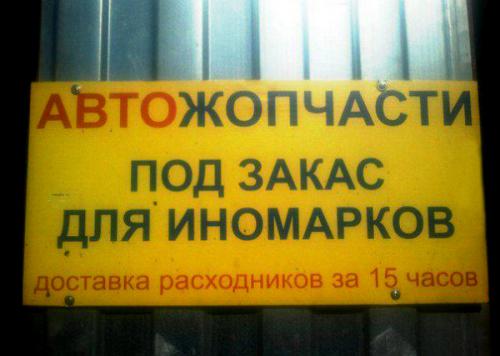 АВТОЖОПЧАСТИ
ПОД ЗАКАС
ДЛЯ ИНОМАРКОВ
доставка расходников за 15 часов